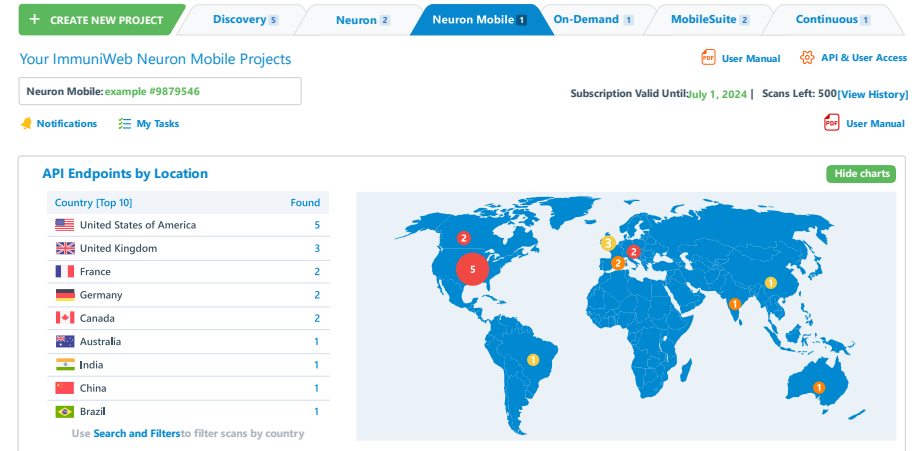 + CREATE NEW PROJECT Discovery 5 Neuron 2 Neuron Mobile 1 On-Demand 1 MobileSuite 2 Continuous 1
Your ImmuniWeb Neuron Mobile Projects
PDF User Manual API & User Access
Neuron Mobile: example #9879546
Subscription Valid Until: July 1, 2024 | Scans Left: 500 [View History]
Notifications My Tasks
PDF User Manual
API Endpoints by Location
Hide charts
Country [Top 10] Found
United States of America 5
United Kingdom 3
France 2
Germany 2
Canada 2
Australia 1
India 1
China 1
Brazil 1
Use Search and Filters to filter scans by country
2
3
2
2
5
1
1
1
1